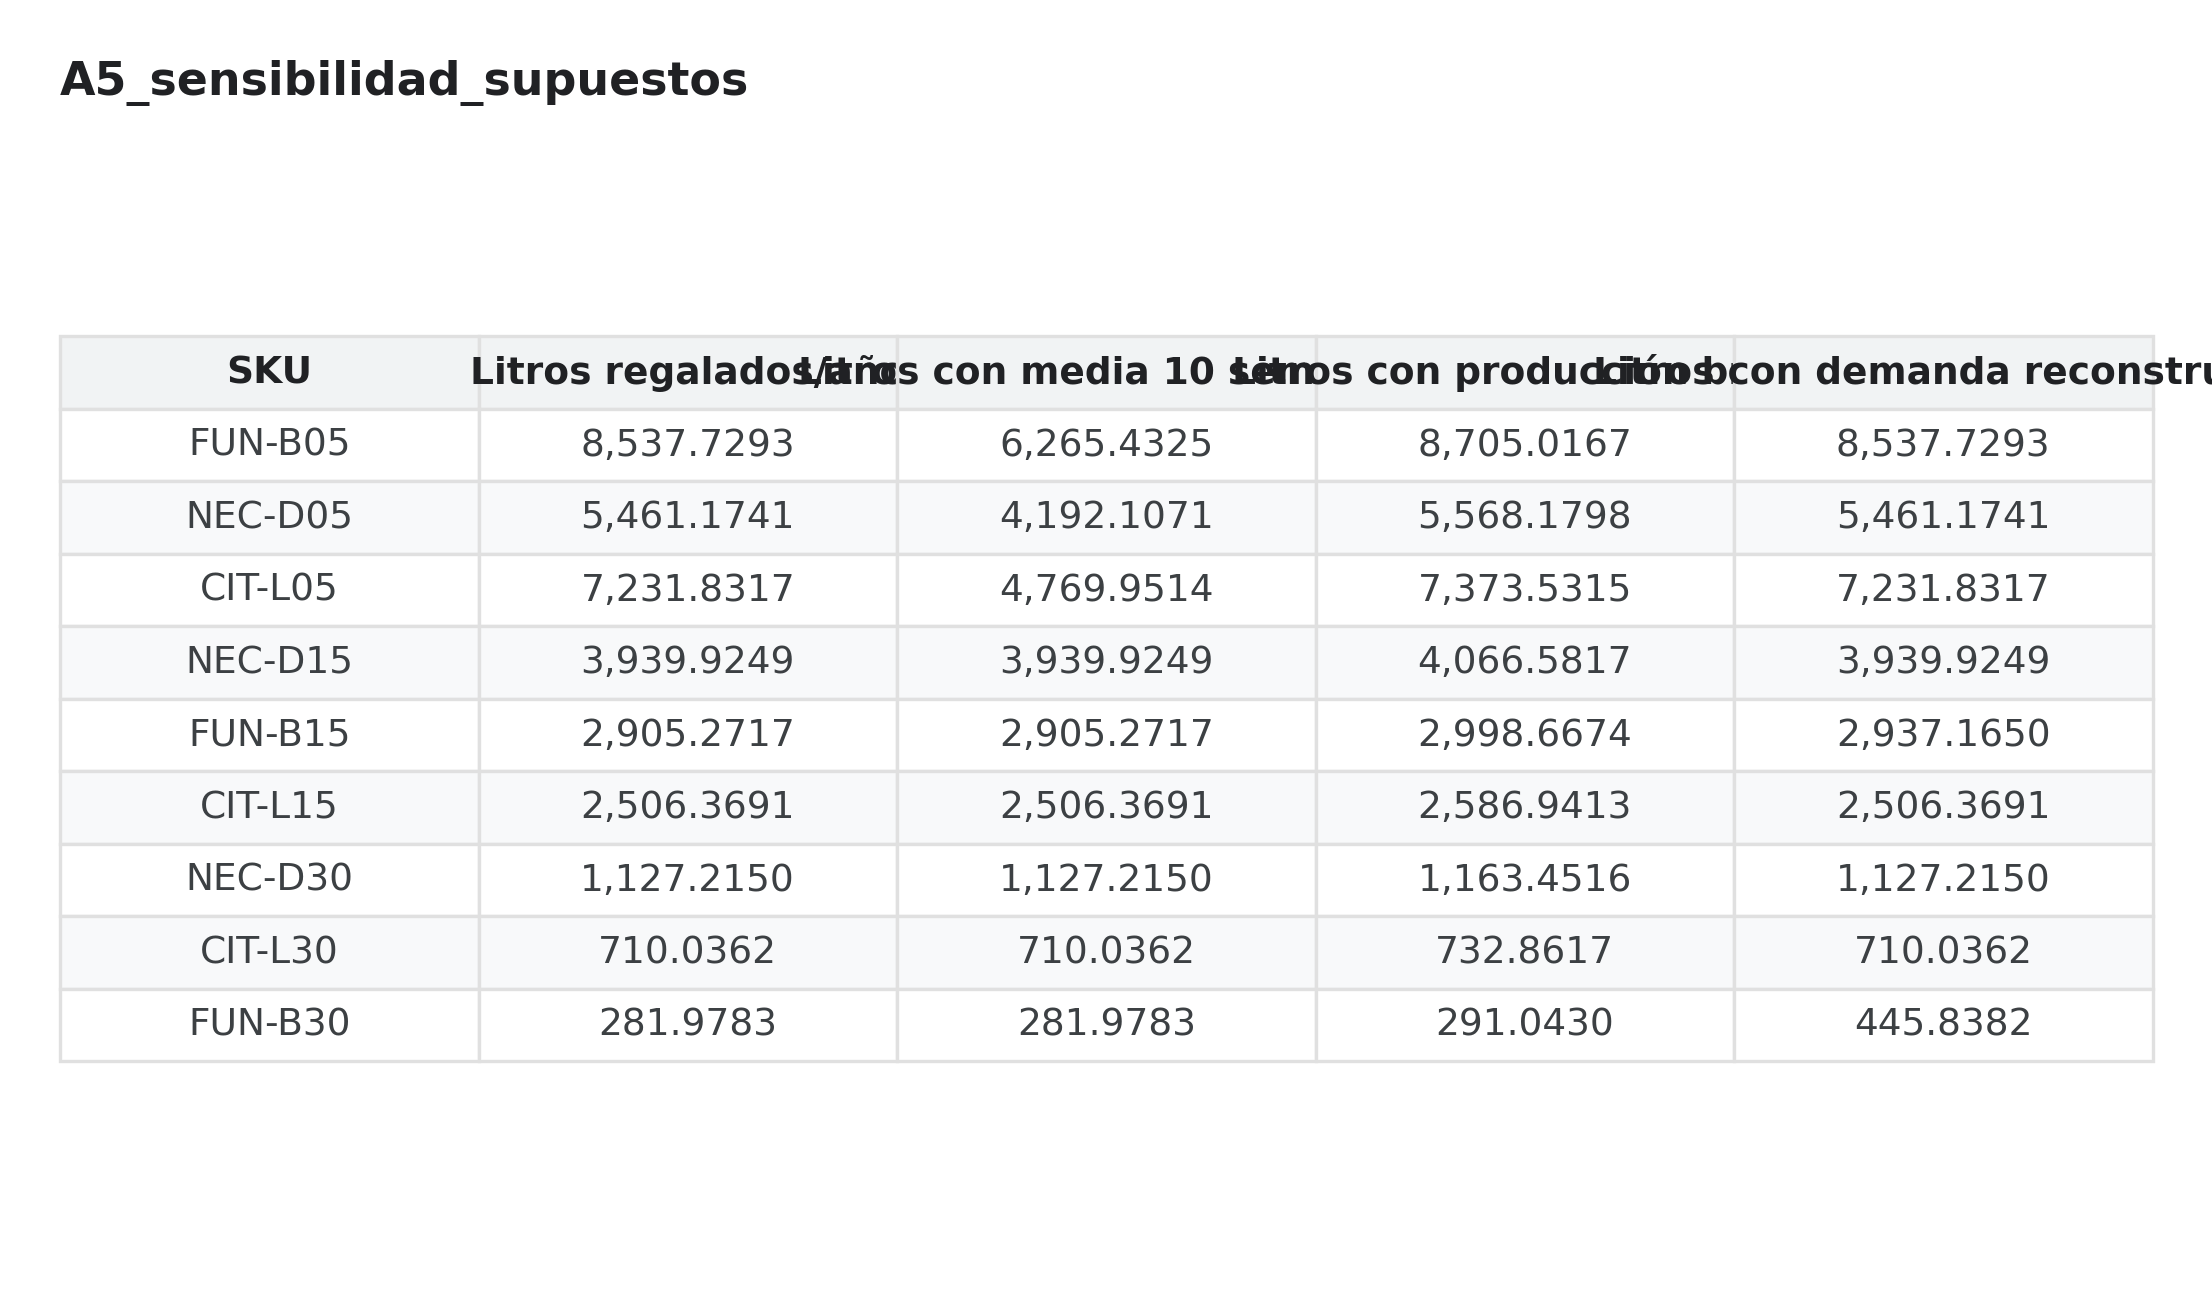 A5_sensibilidad_supuestos
SKU Litros regalados/año Litros con media 10 sem Litros con producción b con demanda
FUN-B05 8,537.7293 6,265.4325 8,705.0167 8,537.7293
NEC-D05 5,461.1741 4,192.1071 5,568.1798 5,461.1741
CIT-L05 7,231.8317 4,769.9514 7,373.5315 7,231.8317
NEC-D15 3,939.9249 3,939.9249 4,066.5817 3,939.9249
FUN-B15 2,905.2717 2,905.2717 2,998.6674 2,937.1650
CIT-L15 2,506.3691 2,506.3691 2,586.9413 2,506.3691
NEC-D30 1,127.2150 1,127.2150 1,163.4516 1,127.2150
CIT-L30 710.0362 710.0362 732.8617 710.0362
FUN-B30 281.9783 281.9783 291.0430 445.8382